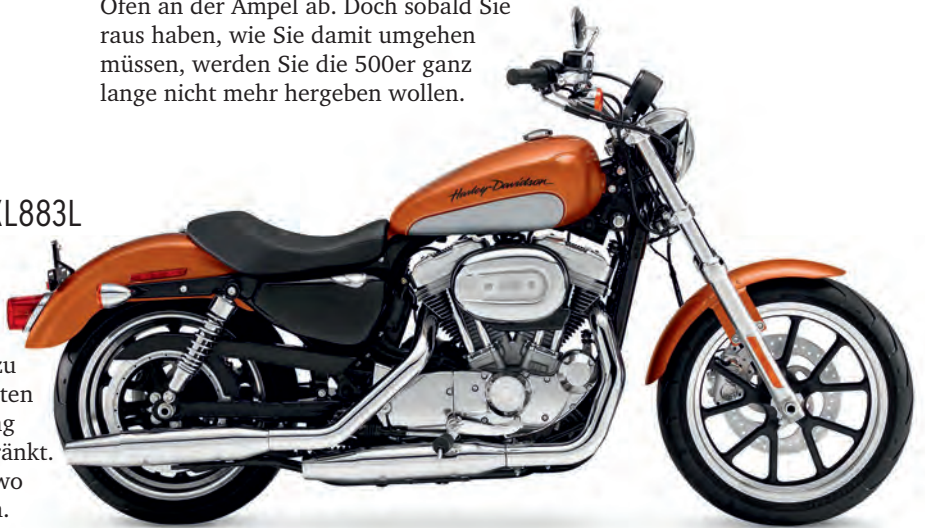 Ofen an der Ampel ab. Doch sobald Sie
raus haben, wie Sie damit umgehen
müssen, werden Sie die 500er ganz
lange nicht mehr hergeben wollen.
XL883L
Harley-Davidson
zu
ten
g
ränkt.
wo
n.